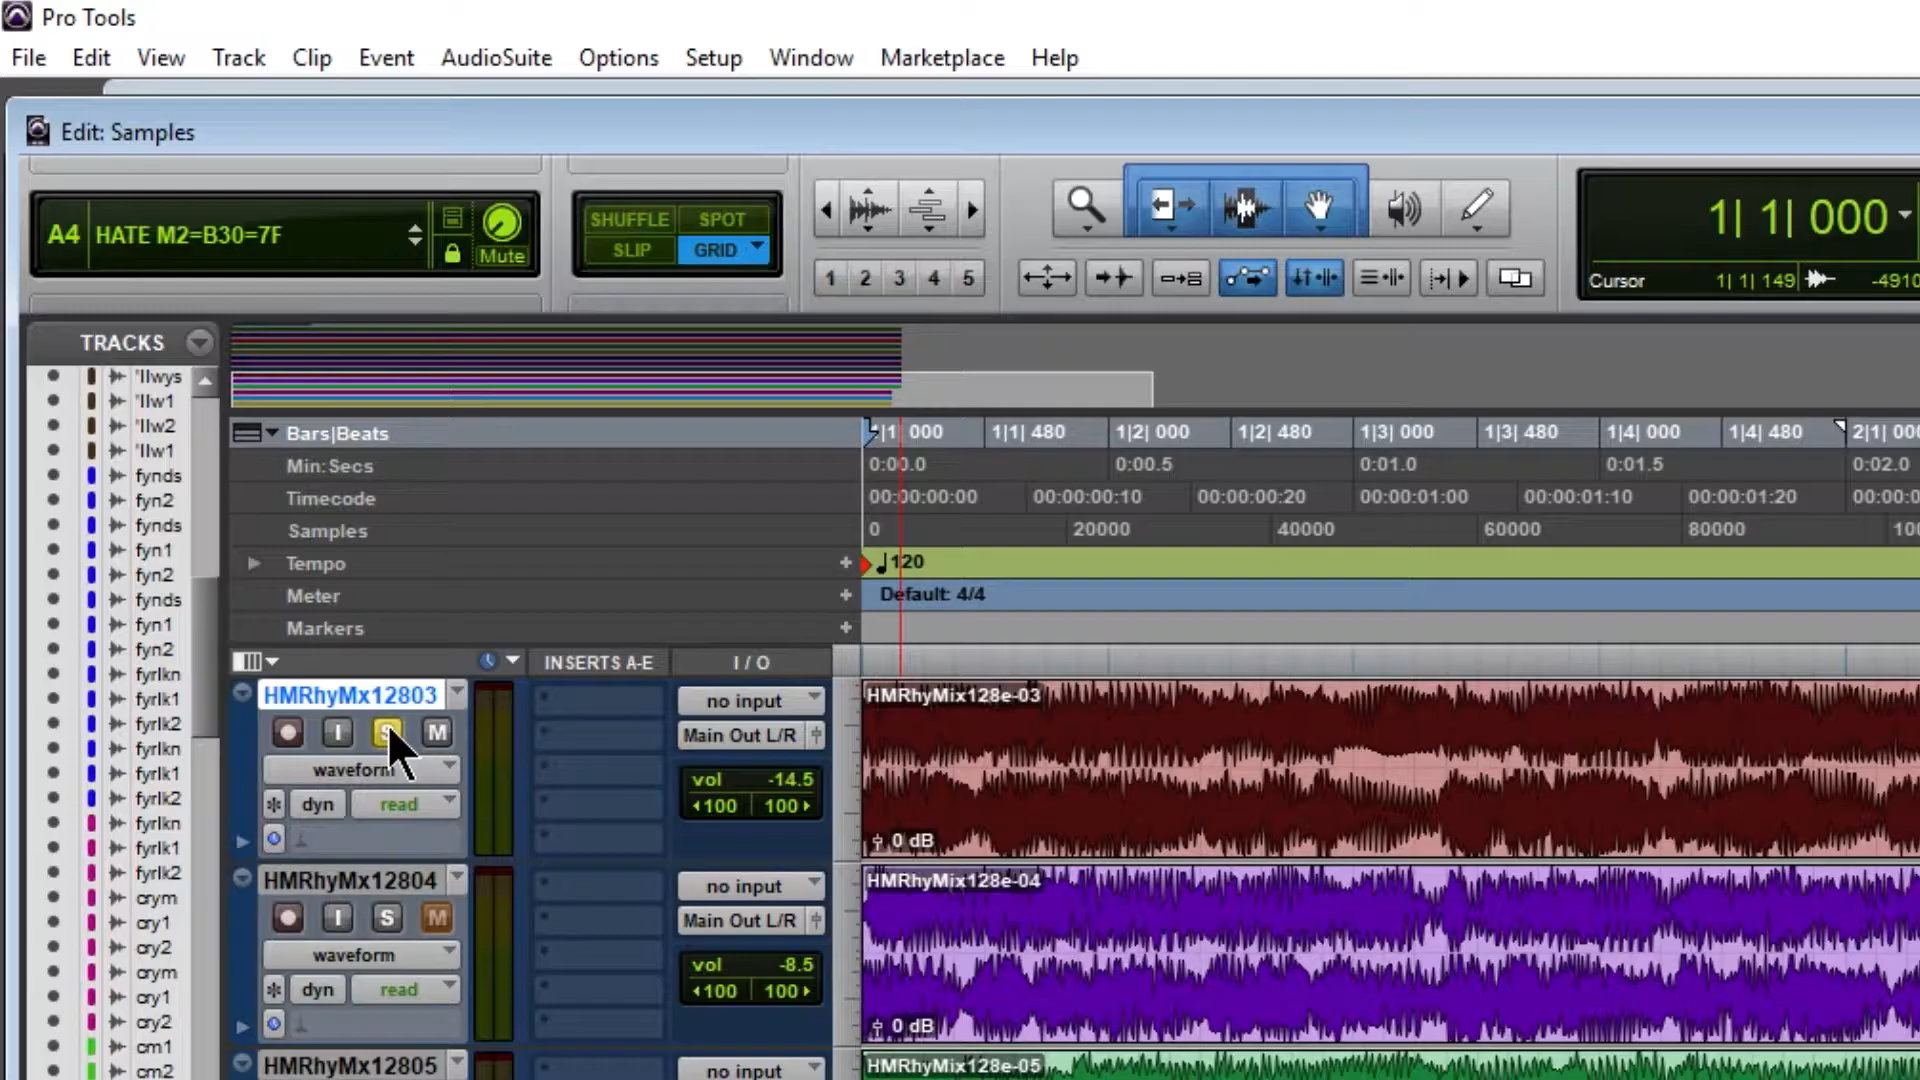 Pro Tools
File Edit View Track Clip Event AudioSuite Options Setup Window Marketplace Help
Edit: Samples
A4 HATE M2=B30=7F Mute
SHUFFLE SPOT
SLIP GRID
1 2 3 4 5
1| 1| 000
Cursor 1| 1| 149 -4910
TRACKS
'llwys
'llw1
'llw2
'llw1
fynds
fyn2
fynds
fyn1
fyn2
fynds
fyn1
fyn2
fyrlkn
fyrlk1
fyrlk2
fyrlkn
fyrlk1
fyrlk2
fyrlkn
fyrlk1
fyrlk2
crym
cry1
cry2
crym
cry1
cry2
cm1
cm2
Bars|Beats 1|1| 000 1|1| 480 1|2| 000 1|2| 480 1|3| 000 1|3| 480 1|4| 000 1|4| 480 2|1| 000
Min:Secs 0:00.0 0:00.5 0:01.0 0:01.5 0:02.0
Timecode 00:00:00:00 00:00:00:10 00:00:00:20 00:00:01:00 00:00:01:10 00:00:01:20 00:00:0
Samples 0 20000 40000 60000 80000 100
Tempo + 120
Meter + Default: 4/4
Markers +
INSERTS A-E I / O
HMRhyMx12803 no input HMRhyMix128e-03
I S M Main Out L/R
waveform vol -14.5
dyn read 100 100
0 dB
HMRhyMx12804 no input HMRhyMix128e-04
I S M Main Out L/R
waveform vol -8.5
dyn read 100 100
0 dB
HMRhyMx12805 no input HMRhyMix128e-05